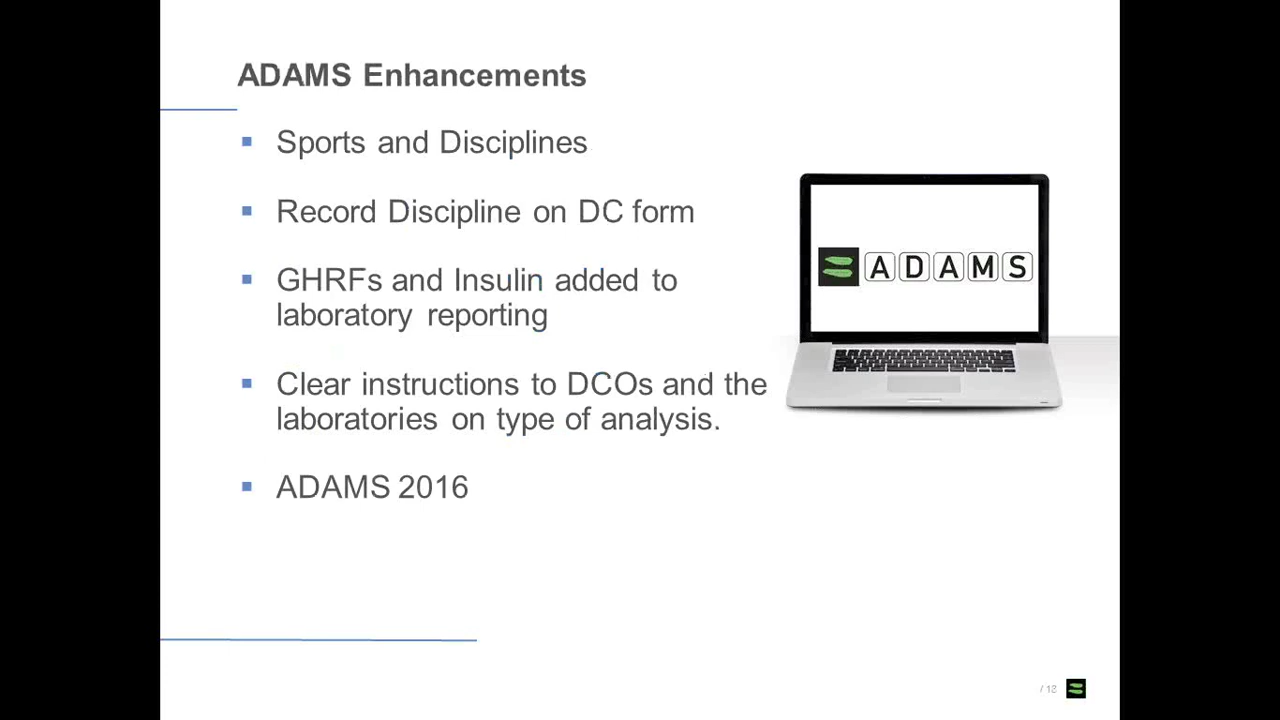 ADAMS Enhancements
Sports and Disciplines
Record Discipline on DC form
GHRFs and Insulin added to
laboratory reporting
Clear instructions to DCOs and the
laboratories on type of analysis.
ADAMS 2016
ADAMS